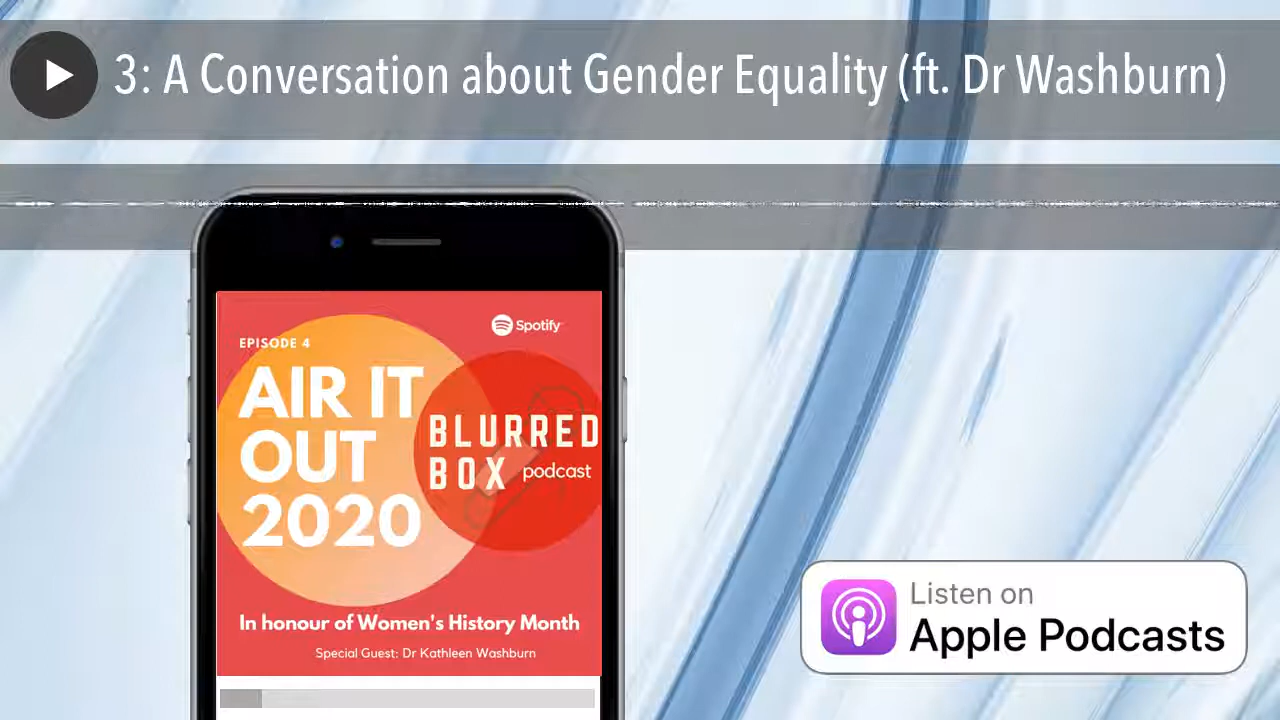 3: A Conversation about Gender Equality (ft. Dr Washburn)
Spotify
EPISODE 4
AIR IT
OUT
2020
BLURRED
BOX podcast
In honour of Women's History Month
Special Guest: Dr Kathleen Washburn
Listen on
Apple Podcasts